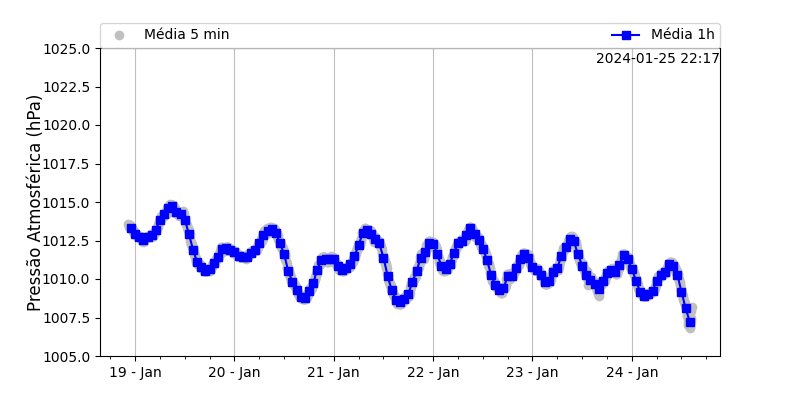 Média 5 min
Média 1h
2024-01-25 22:17
Pressão Atmosférica (hPa)
1025.0
1022.5
1020.0
1017.5
1015.0
1012.5
1010.0
1007.5
1005.0
19 - Jan
20 - Jan
21 - Jan
22 - Jan
23 - Jan
24 - Jan